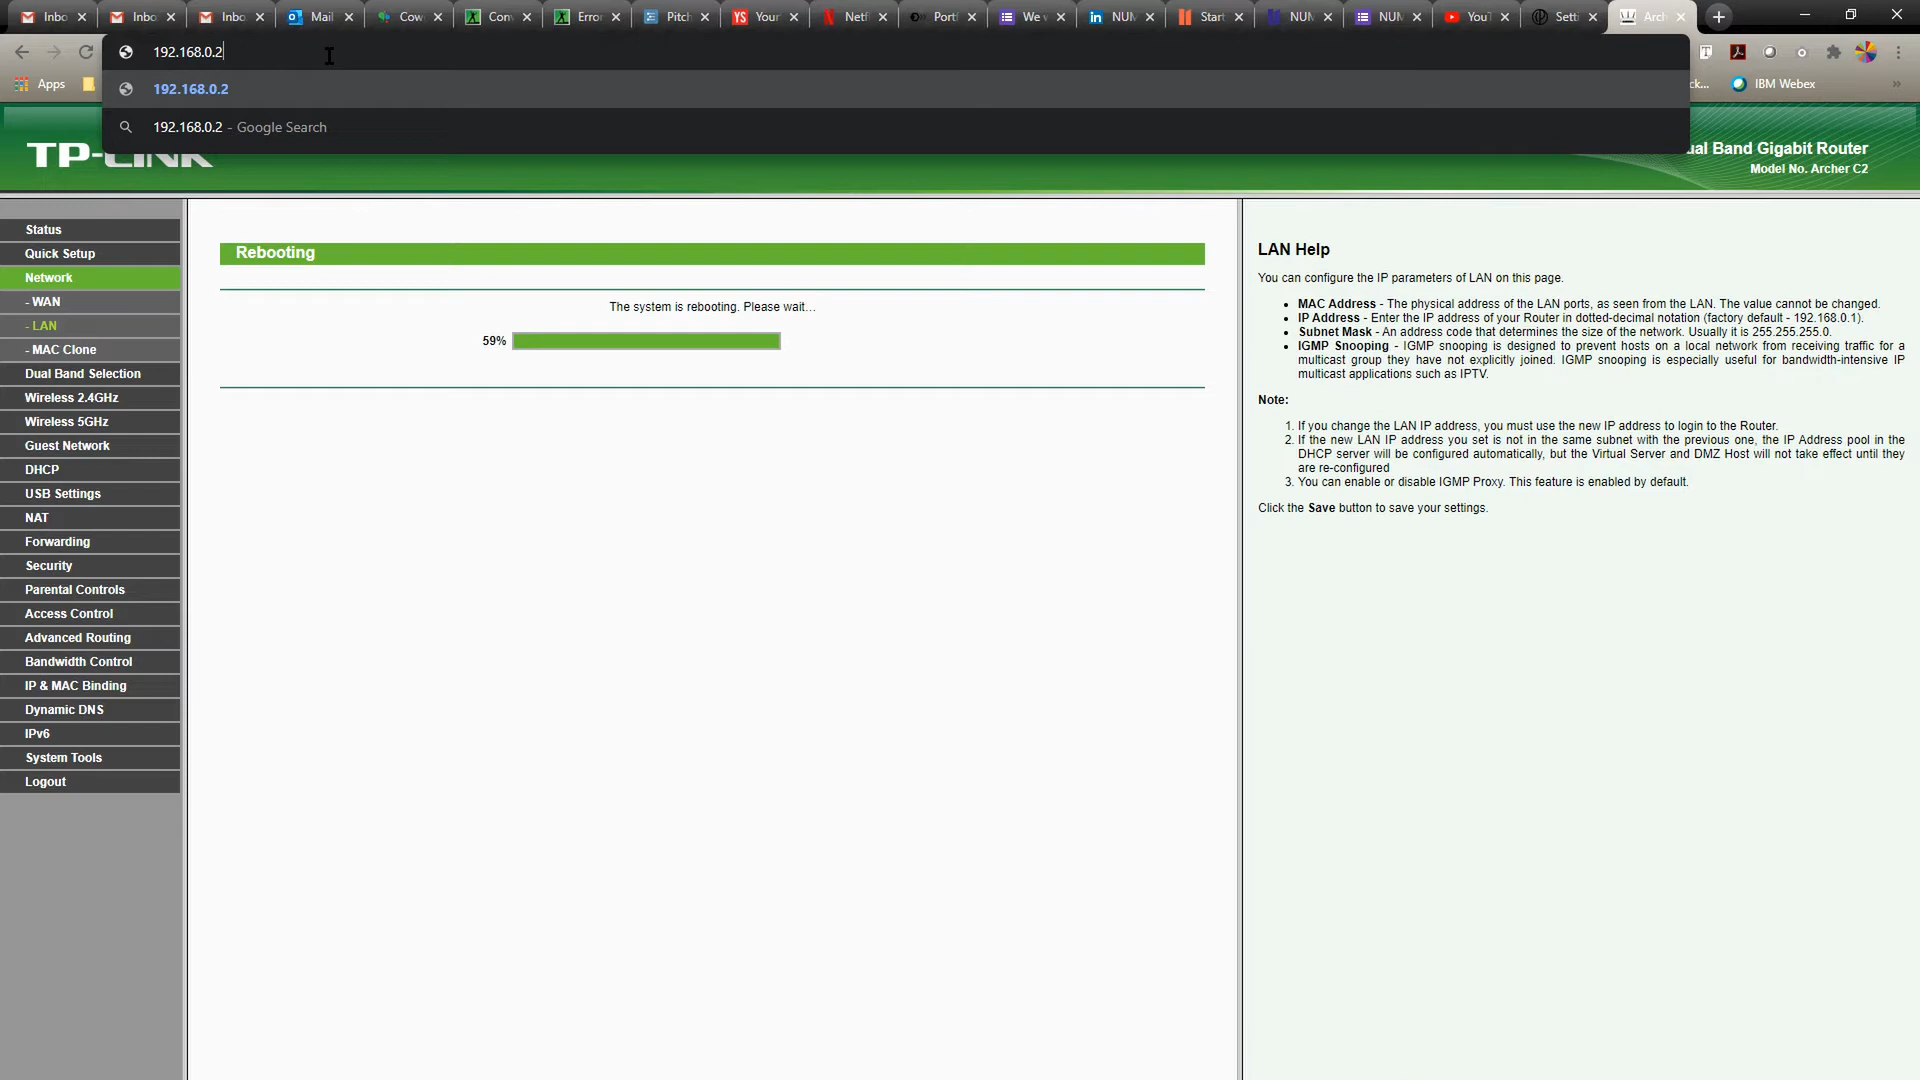 Inbo
Inbo
Inbo
Mail
Cow
Con
Error
Pitch
YS
Your
Netf
Portf
We v
in
NUM
Start
NUM
NUM
YouT
Setti
Arch
192.168.0.2
192.168.0.2
192.168.0.2 - Google Search
Apps
ck...
IBM Webex
»
TP-LINK
ual Band Gigabit Router
Model No. Archer C2
Status
Quick Setup
Network
- WAN
- LAN
- MAC Clone
Dual Band Selection
Wireless 2.4GHz
Wireless 5GHz
Guest Network
DHCP
USB Settings
NAT
Forwarding
Security
Parental Controls
Access Control
Advanced Routing
Bandwidth Control
IP & MAC Binding
Dynamic DNS
IPv6
System Tools
Logout
Rebooting
The system is rebooting. Please wait...
59%
LAN Help
You can configure the IP parameters of LAN on this page.
• MAC Address - The physical address of the LAN ports, as seen from the LAN. The value cannot be changed.
• IP Address - Enter the IP address of your Router in dotted-decimal notation (factory default - 192.168.0.1).
• Subnet Mask - An address code that determines the size of the network. Usually it is 255.255.255.0.
• IGMP Snooping - IGMP snooping is designed to prevent hosts on a local network from receiving traffic for a
multicast group they have not explicitly joined. IGMP snooping is especially useful for bandwidth-intensive IP
multicast applications such as IPTV.
Note:
1. If you change the LAN IP address, you must use the new IP address to login to the Router.
2. If the new LAN IP address you set is not in the same subnet with the previous one, the IP Address pool in the
DHCP server will be configured automatically, but the Virtual Server and DMZ Host will not take effect until they
are re-configured
3. You can enable or disable IGMP Proxy. This feature is enabled by default.
Click the Save button to save your settings.